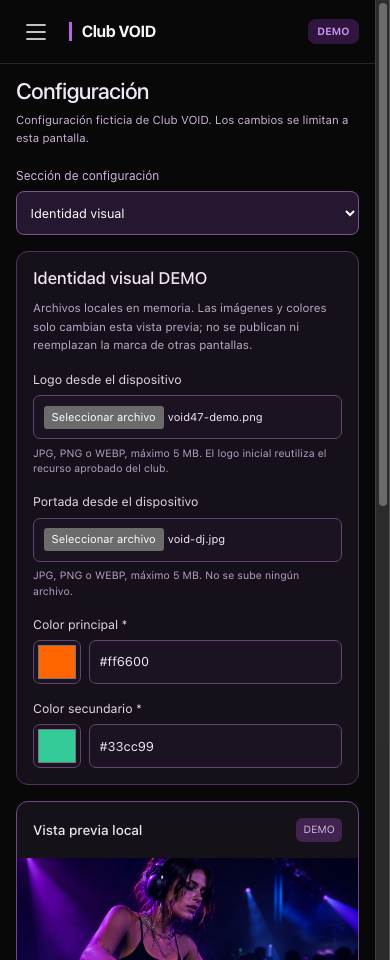 Club VOID
DEMO
Configuración
Configuración ficticia de Club VOID. Los cambios se limitan a
esta pantalla.
Sección de configuración
Identidad visual
Identidad visual DEMO
Archivos locales en memoria. Las imágenes y colores
solo cambian esta vista previa; no se publican ni
reemplazan la marca de otras pantallas.
Logo desde el dispositivo
Seleccionar archivo void47-demo.png
JPG, PNG o WEBP, máximo 5 MB. El logo inicial reutiliza el
recurso aprobado del club.
Portada desde el dispositivo
Seleccionar archivo void-dj.jpg
JPG, PNG o WEBP, máximo 5 MB. No se sube ningún
archivo.
Color principal *
#ff6600
Color secundario *
#33cc99
Vista previa local
DEMO